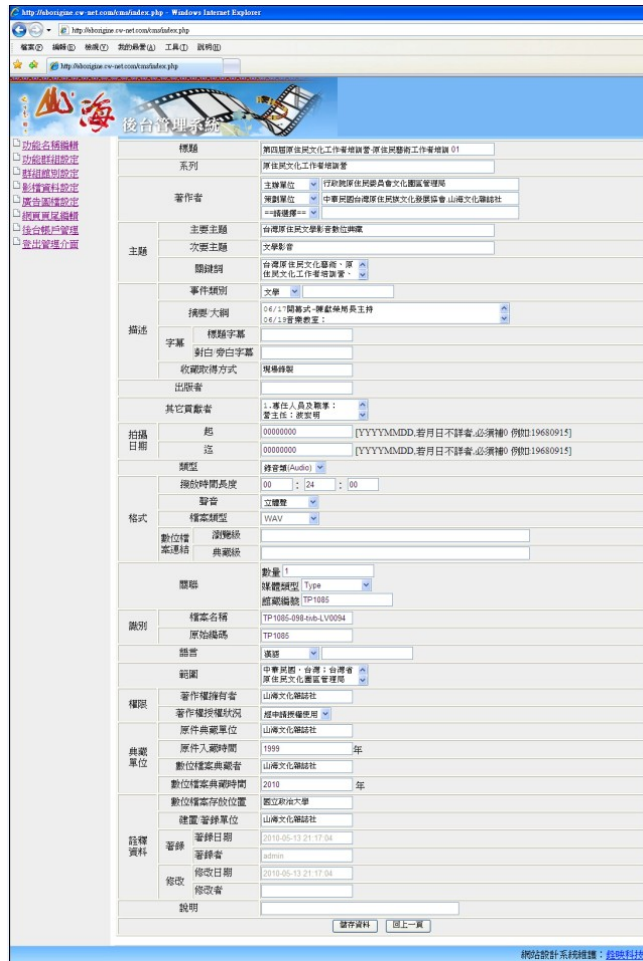 http://aborigine.cw-net.com/cms/index.php - Windows Internet Explorer
http://aborigine.cw-net.com/cms/index.php
檔案(F) 編輯(E) 檢視(V) 我的最愛(A) 工具(T) 說明(H)
http://aborigine.cw-net.com/cms/index.php
山海
後台管理系統
功能名稱編輯
功能群組設定
群組館別設定
影檔資料設定
廣告圖檔設定
網頁頁尾編輯
後台帳戶管理
登出管理介面
標題 第四屆原住民文化工作者培訓營-原住民藝術工作者培訓 01
系列 原住民文化工作者培訓營
著作者 主辦單位 行政院原住民委員會文化園區管理局
策劃單位 中華民國台灣原住民族文化發展協會.山海文化雜誌社
==請選擇==
主題 主要主題 台灣原住民文學影音數位典藏
次要主題 文學影音
關鍵詞 台灣原住民文化藝術、原住民文化工作者培訓營、
描述 事件類別 文學
摘要/大綱 06/17開幕式-陳獻榮局長主持
06/19音樂教室：
字幕 標題字幕
對白/旁白字幕
收藏取得方式 現場錄製
出版者
其它貢獻者 1.專任人員及職掌：
營主任：波宏明
拍攝日期 起 00000000 [YYYYMMDD,若月日不詳者,必須補0 例如:19680915]
迄 00000000 [YYYYMMDD,若月日不詳者,必須補0 例如:19680915]
類型 錄音類(Audio)
格式 撥放時間長度 00 : 24 : 00
聲音 立體聲
檔案類型 WAV
數位檔案連結 瀏覽級
典藏級
關聯 數量 1
媒體類型 Type
館藏編號 TP1085
識別 檔案名稱 TP1085-098-tivb-LV0094
原始編碼 TP1085
語言 漢語
範圍 中華民國，台灣；台灣省
原住民文化園區管理局
權限 著作權擁有者 山海文化雜誌社
著作權授權狀況 經申請授權使用
典藏單位 原件典藏單位 山海文化雜誌社
原件入藏時間 1999 年
數位檔案典藏者 山海文化雜誌社
數位檔案典藏時間 2010 年
詮釋資料 數位檔案存放位置 國立政治大學
建置/著錄單位 山海文化雜誌社
著錄 著錄日期 2010-05-13 21:17:04
著錄者 admin
修改 修改日期 2010-05-13 21:17:04
修改者
說明
儲存資料 回上一頁
網站設計系統維護：